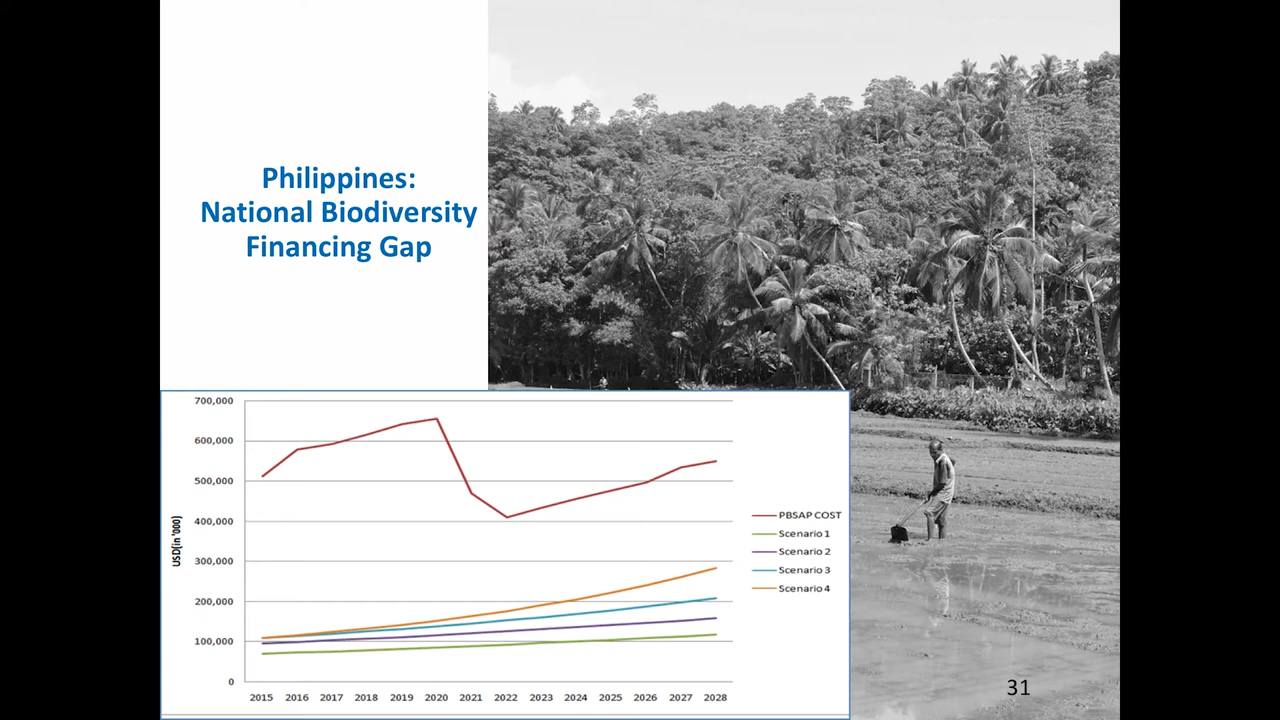 Philippines:
National Biodiversity
Financing Gap
700,000
600,000
500,000
400,000
300,000
200,000
100,000
0
USD[in '000)
2015 2016 2017 2018 2019 2020 2021 2022 2023 2024 2025 2026 2027 2028
PBSAP COST
Scenario 1
Scenario 2
Scenario 3
Scenario 4
31